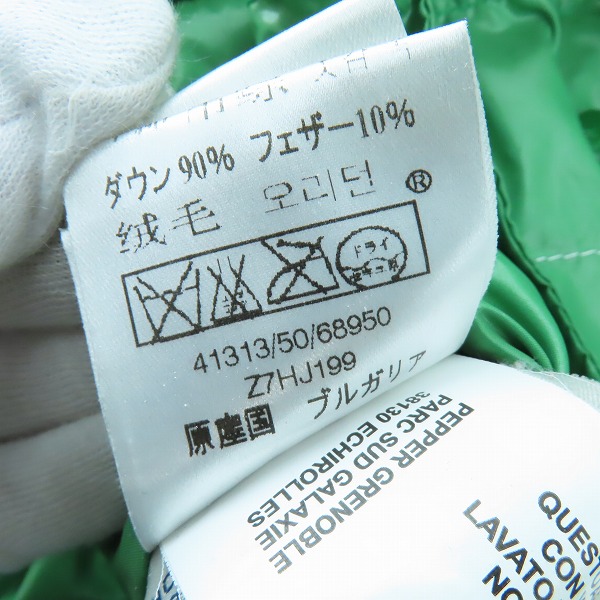 ダウン90% フェザー10%
绒毛 오리털 ®
ドライ
41313/50/68950
Z7HJ199
原産国 ブルガリア
PEPPER GRENOBLE
PARC SUD GALAXIE
38130 ECHIROLLES
QUESTO
CON
LAVATO
NO